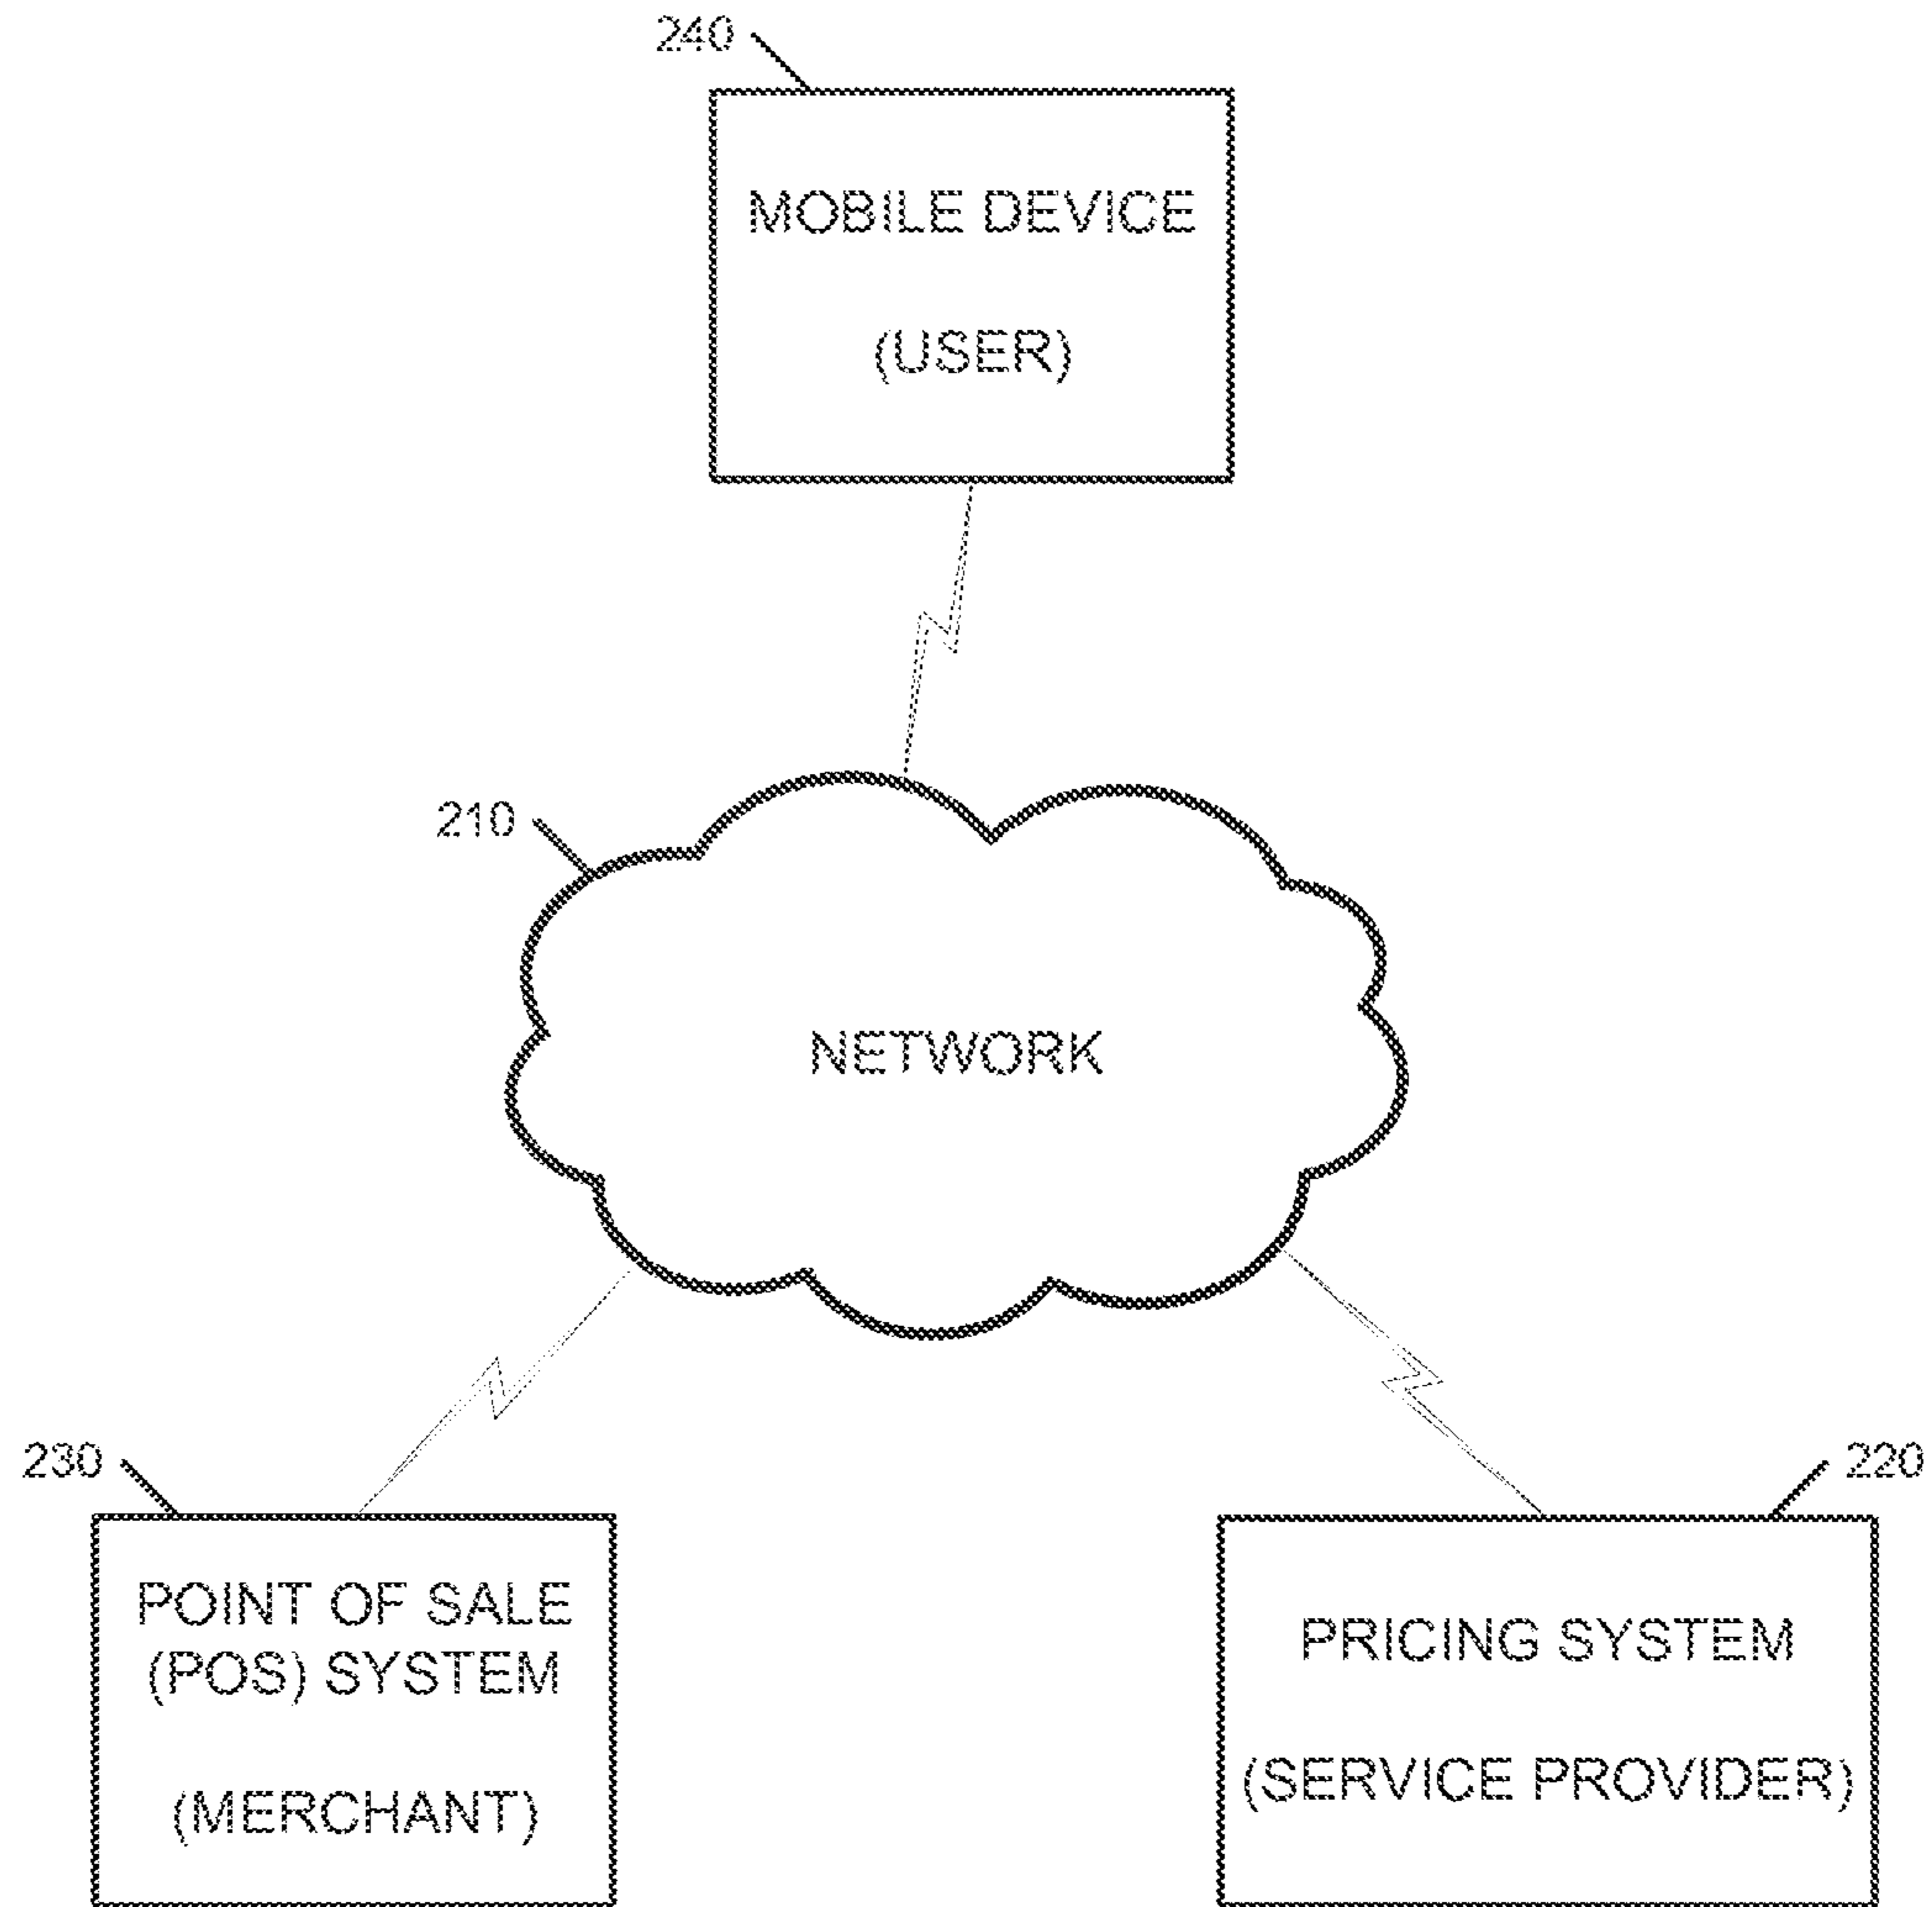 240
MOBILE DEVICE
(USER)
210
NETWORK
230
POINT OF SALE
(POS) SYSTEM
(MERCHANT)
220
PRICING SYSTEM
(SERVICE PROVIDER)